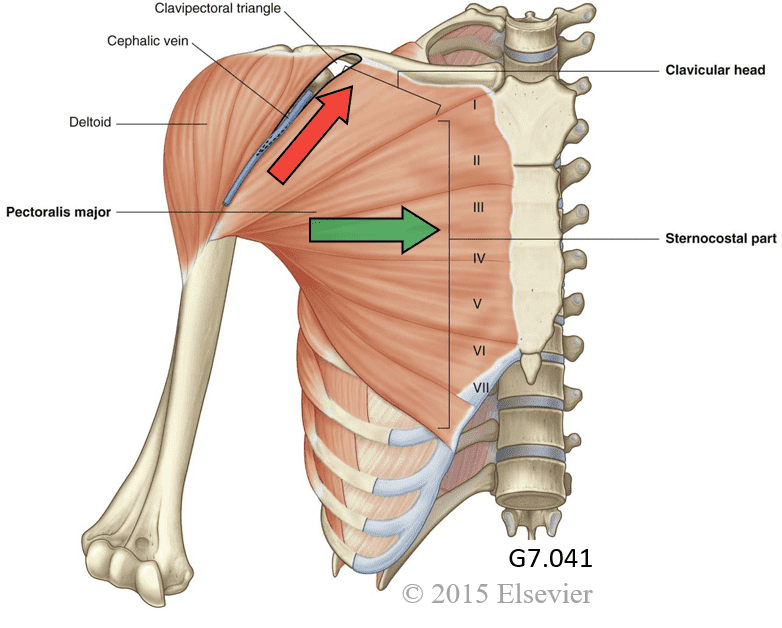 Clavipectoral triangle
Cephalic vein
Clavicular head
I
Deltoid
II
III
Pectoralis major
Sternocostal part
IV
V
VI
VII
G7.041
© 2015 Elsevier